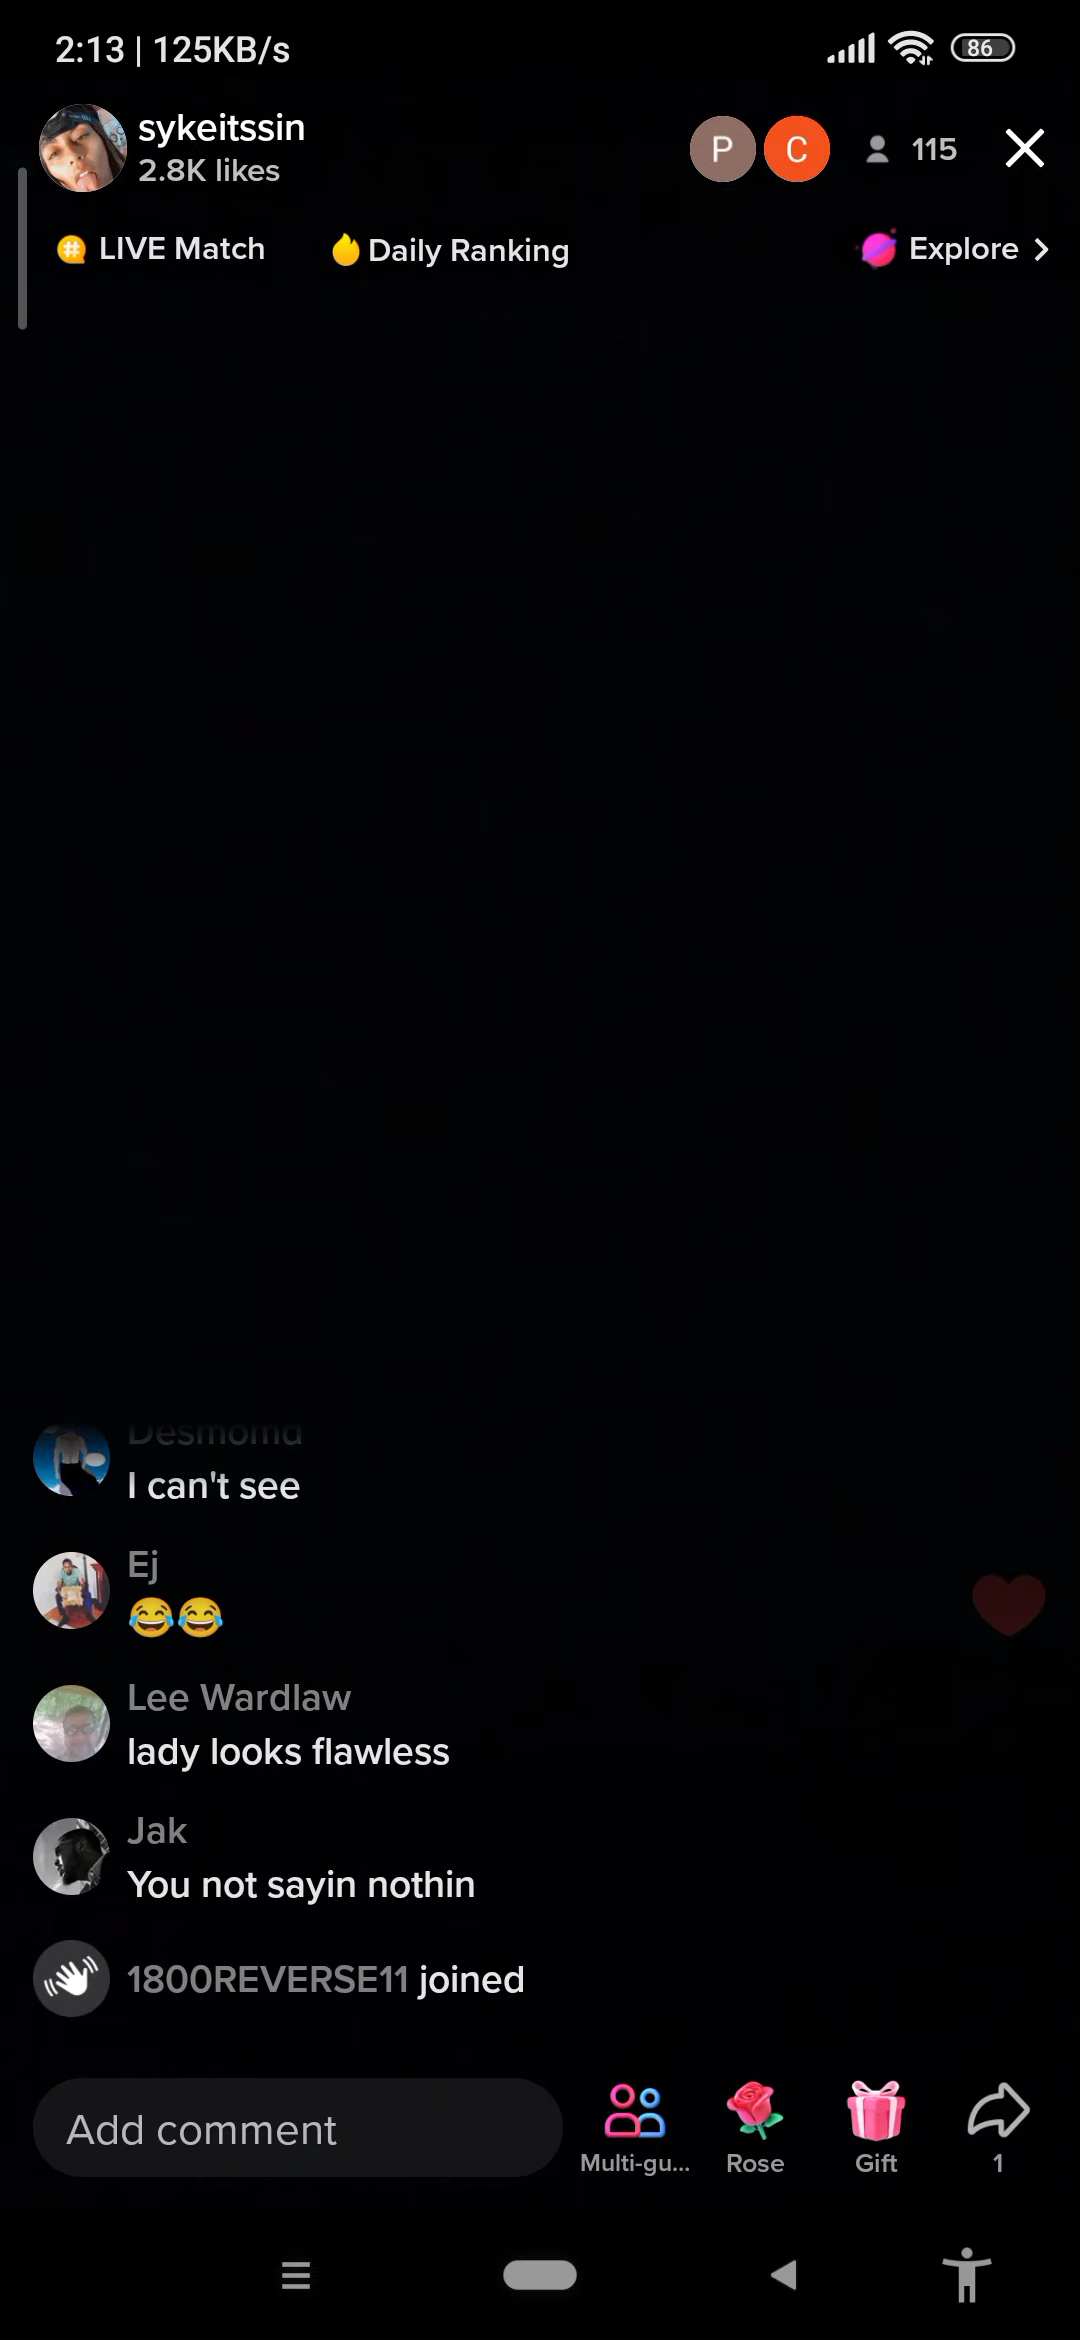 2:13 | 125KB/s
86
sykeitssin
2.8K likes
P
C
115
LIVE Match
Daily Ranking
Explore
Desmomd
I can't see
Ej
😂😂
Lee Wardlaw
lady looks flawless
Jak
You not sayin nothin
1800REVERSE11 joined
Add comment
Multi-gu...
Rose
Gift
1